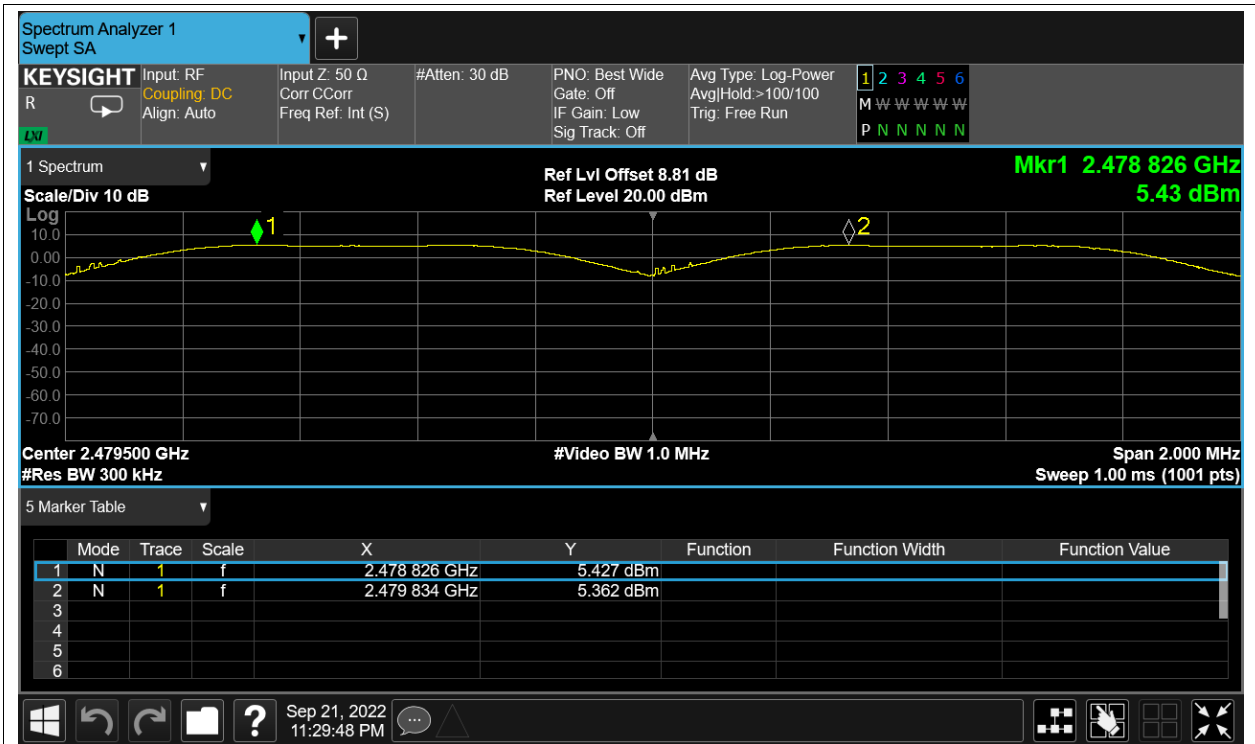 Spectrum Analyzer 1
Swept SA
KEYSIGHT
R
LXI
Input: RF
Coupling: DC
Align: Auto
Input Z: 50 Ω
Corr CCorr
Freq Ref: Int (S)
#Atten: 30 dB
PNO: Best Wide
Gate: Off
IF Gain: Low
Sig Track: Off
Avg Type: Log-Power
Avg|Hold:>100/100
Trig: Free Run
1 2 3 4 5 6
M W W W W W
P N N N N N
1 Spectrum
Scale/Div 10 dB
Ref Lvl Offset 8.81 dB
Ref Level 20.00 dBm
Mkr1 2.478 826 GHz
5.43 dBm
Log
1
2
10.0
0.00
-10.0
-20.0
-30.0
-40.0
-50.0
-60.0
-70.0
Center 2.479500 GHz
#Video BW 1.0 MHz
Span 2.000 MHz
#Res BW 300 kHz
Sweep 1.00 ms (1001 pts)
5 Marker Table
Mode Trace Scale X Y Function Function Width Function Value
1 N 1 f 2.478 826 GHz 5.427 dBm
2 N 1 f 2.479 834 GHz 5.362 dBm
3
4
5
6
?
Sep 21, 2022
11:29:48 PM